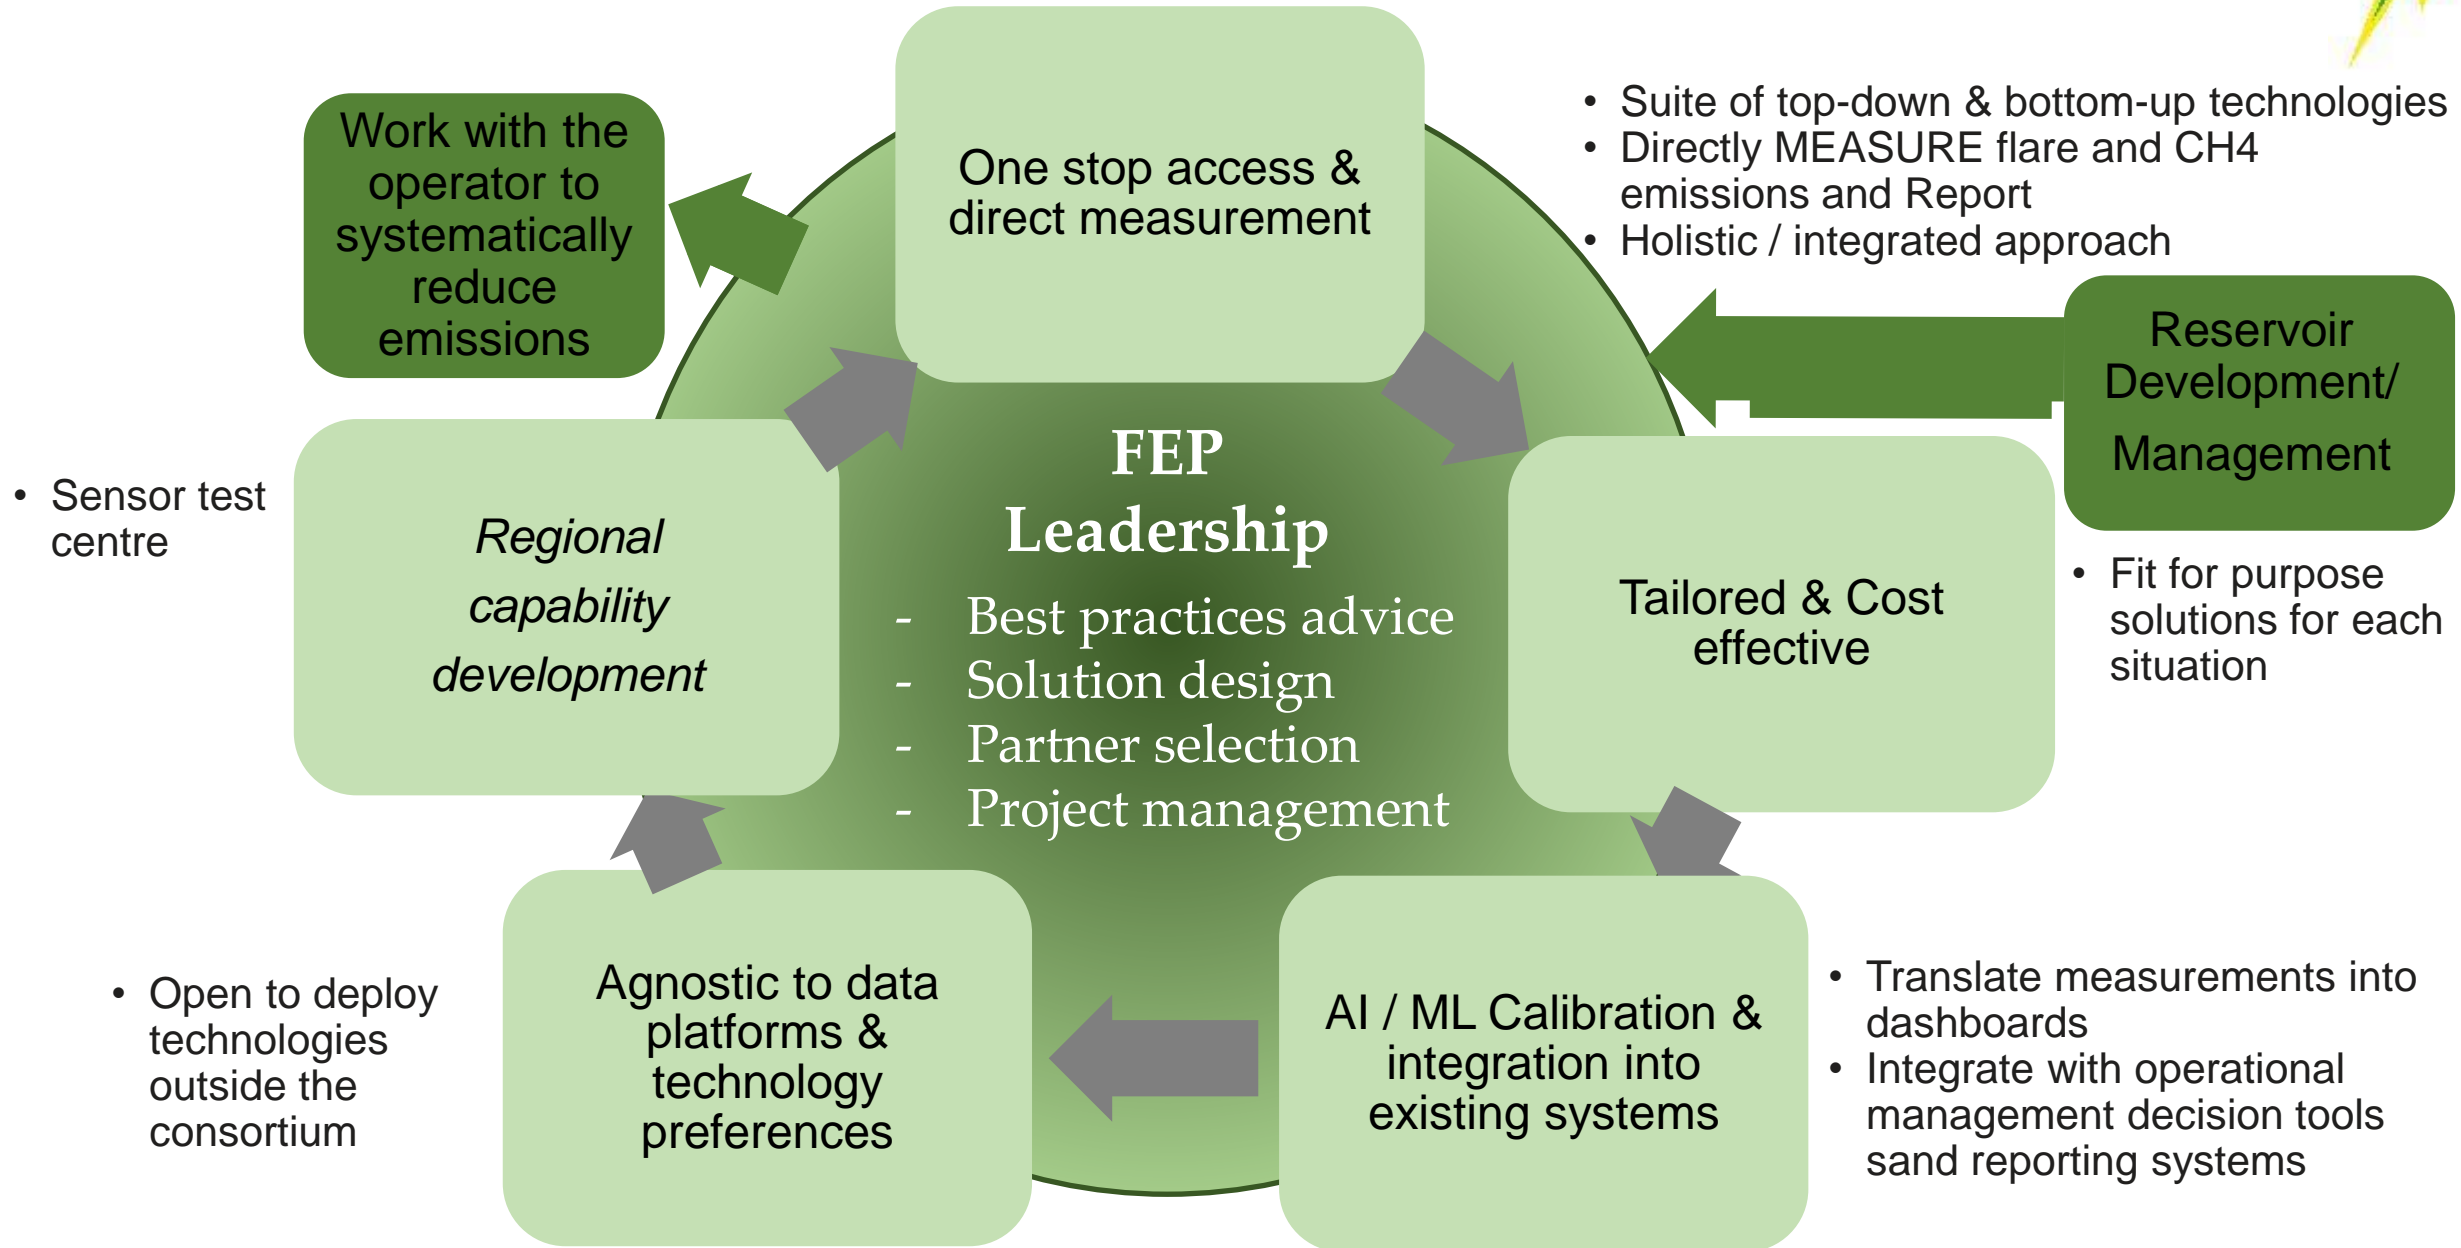 One stop access &
direct measurement
• Suite of top-down & bottom-up technologies
• Directly MEASURE flare and CH4
emissions and Report
• Holistic / integrated approach
Work with the
operator to
systematically
reduce
emissions
Reservoir
Development/
Management
FEP
Leadership
- Best practices advice
- Solution design
- Partner selection
- Project management
Tailored & Cost
effective
• Fit for purpose
solutions for each
situation
• Sensor test
centre
Regional
capability
development
AI / ML Calibration &
integration into
existing systems
• Translate measurements into
dashboards
• Integrate with operational
management decision tools
sand reporting systems
Agnostic to data
platforms &
technology
preferences
• Open to deploy
technologies
outside the
consortium